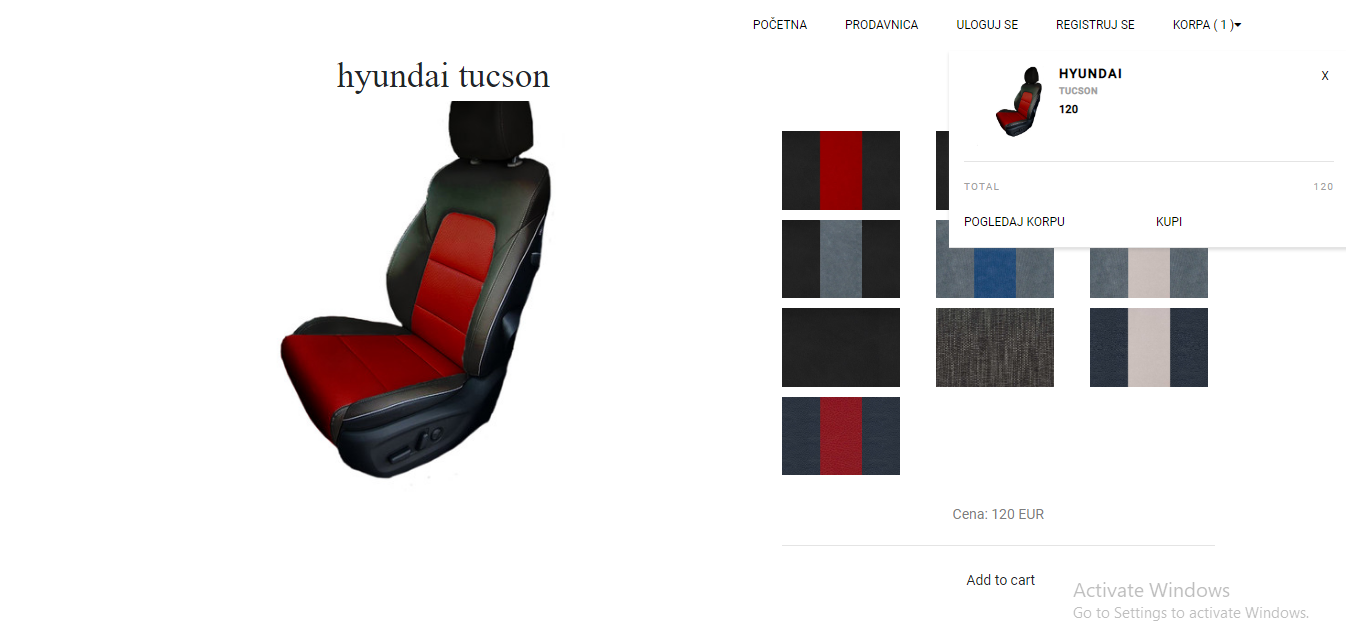 POČETNA
PRODAVNICA
ULOGUJ SE
REGISTRUJ SE
KORPA ( 1 )
hyundai tucson
HYUNDAI
X
TUCSON
120
TOTAL
120
POGLEDAJ KORPU
KUPI
Cena: 120 EUR
Add to cart
Activate Windows
Go to Settings to activate Windows.